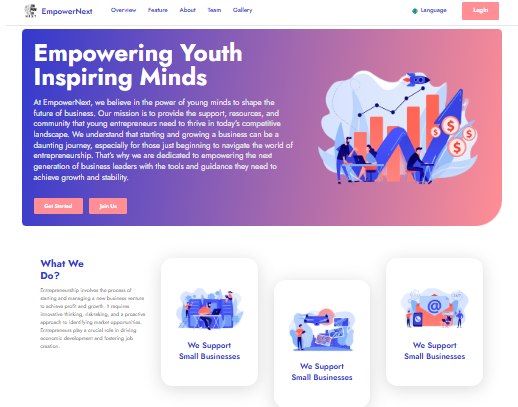 EmpowerNext
Overview
Feature
About
Team
Gallery
Language
Login
Empowering Youth
Inspiring Minds
At EmpowerNext, we believe in the power of young minds to shape the
future of business. Our mission is to provide the support, resources, and
community that young entrepreneurs need to thrive in today's competitive
landscape. We understand that starting and growing a business can be a
daunting journey, especially for those just beginning to navigate the world of
entrepreneurship. That's why we are dedicated to empowering the next
generation of business leaders with the tools and guidance they need to
achieve growth and stability.
Get Started
Join Us
$
$
$
$
What We
Do?
Entrepreneurship involves the process of
starting and managing a new business venture
to achieve profit and growth. It requires
innovative thinking, risk-taking, and a proactive
approach to identifying market opportunities.
Entrepreneurs play a crucial role in driving
economic development and fostering job
creation.
We Support
Small Businesses
We Support
Small Businesses
@
We Support
Small Businesses